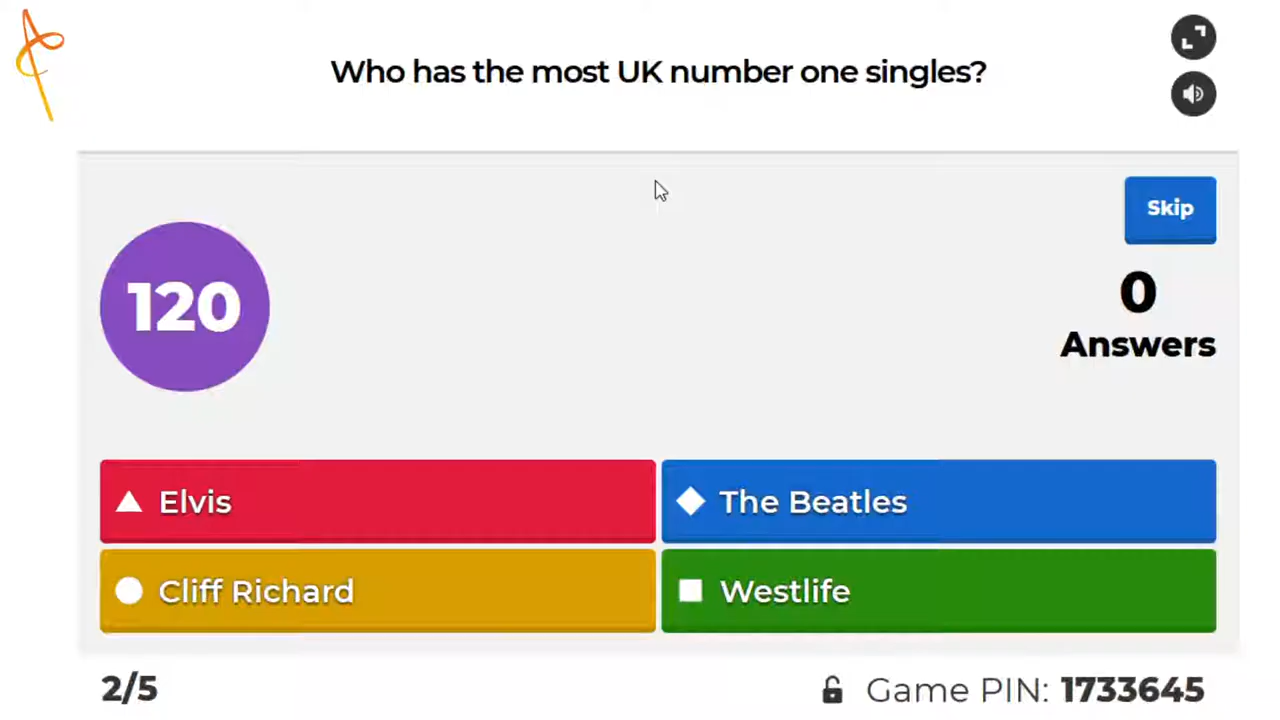 Who has the most UK number one singles?
Skip
120
0
Answers
Elvis
The Beatles
Cliff Richard
Westlife
2/5
Game PIN: 1733645